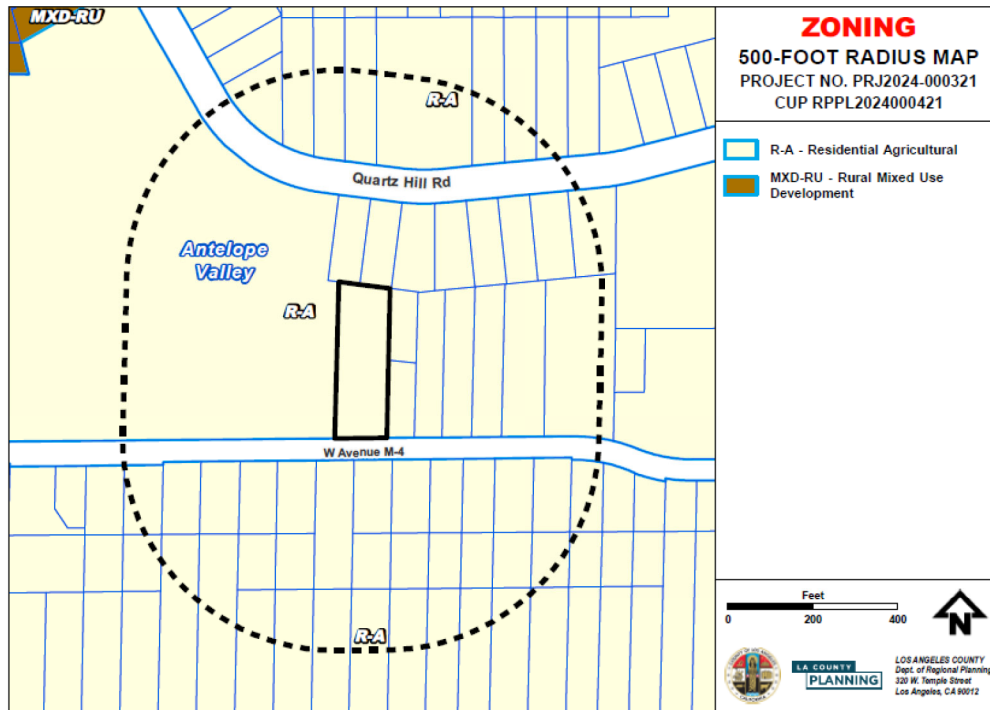 MXD-RU
R-A
Quartz Hill Rd
Antelope
Valley
R-A
W Avenue M-4
R-A
ZONING
500-FOOT RADIUS MAP
PROJECT NO. PRJ2024-000321
CUP RPPL2024000421
R-A - Residential Agricultural
MXD-RU - Rural Mixed Use
Development
Feet
0 200 400
N
LA COUNTY
PLANNING
LOS ANGELES COUNTY
Dept. of Regional Planning
320 W. Temple Street
Los Angeles, CA 90012